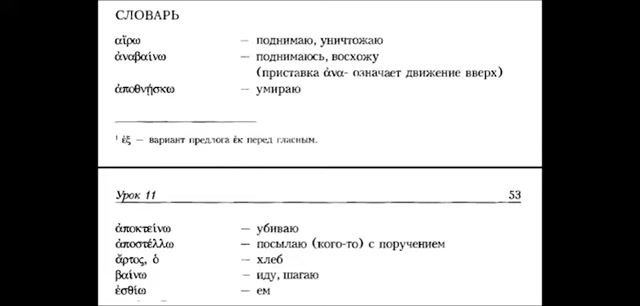 СЛОВАРЬ
αἴρω – поднимаю, уничтожаю
ἀναβαίνω – поднимаюсь, восхожу
(приставка ἀνα- означает движение вверх)
ἀποθνῄσκω – умираю
¹ ἐξ — вариант предлога ἐκ перед гласным.
Урок 11 53
ἀποκτείνω – убиваю
ἀποστέλλω – посылаю (кого-то) с поручением
ἄρτος, ὁ – хлеб
βαίνω – иду, шагаю
ἐσθίω – ем